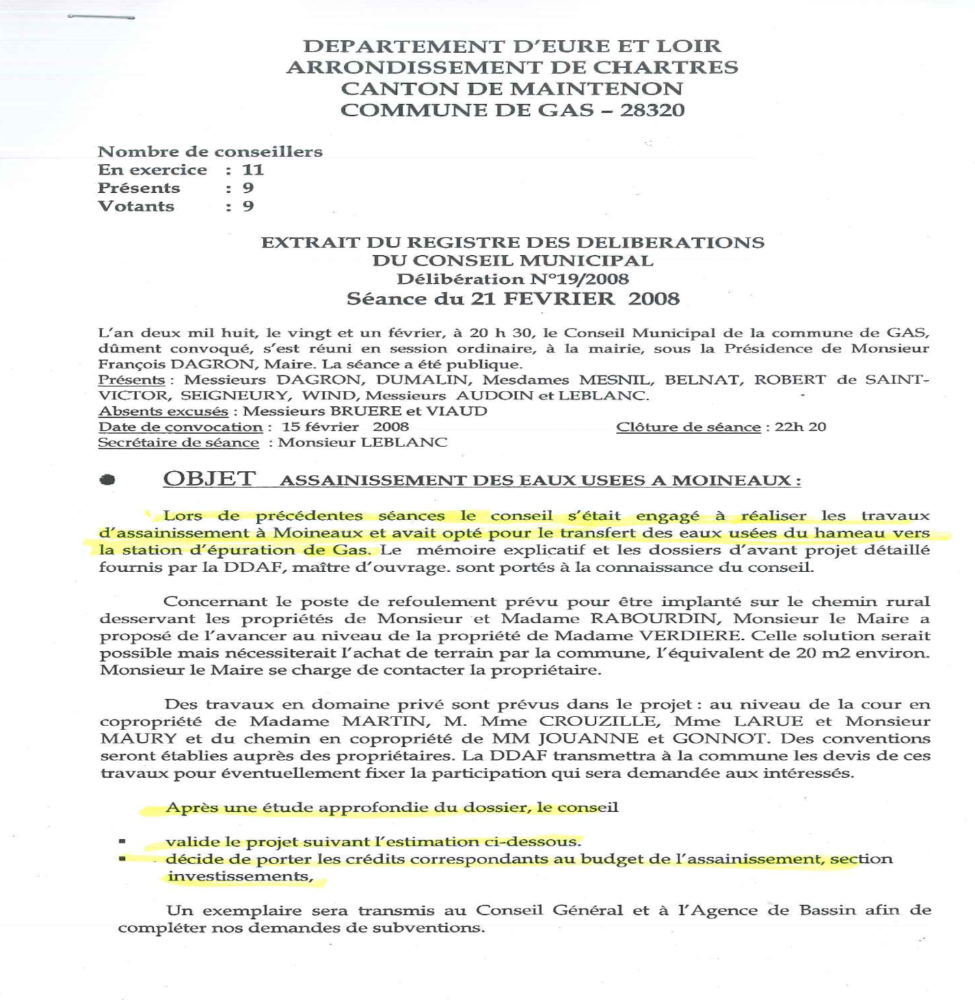 DEPARTEMENT D'EURE ET LOIR
ARRONDISSEMENT DE CHARTRES
CANTON DE MAINTENON
COMMUNE DE GAS – 28320
Nombre de conseillers
En exercice : 11
Présents : 9
Votants : 9
EXTRAIT DU REGISTRE DES DELIBERATIONS
DU CONSEIL MUNICIPAL
Délibération N°19/2008
Séance du 21 FEVRIER 2008
L'an deux mil huit, le vingt et un février, à 20 h 30, le Conseil Municipal de la commune de GAS,
dûment convoqué, s'est réuni en session ordinaire, à la mairie, sous la Présidence de Monsieur
François DAGRON, Maire. La séance a été publique.
Présents : Messieurs DAGRON, DUMALIN, Mesdames MESNIL, BELNAT, ROBERT de SAINT-
VICTOR, SEIGNEURY, WIND, Messieurs AUDOIN et LEBLANC.
Absents excusés : Messieurs BRUERE et VIAUD
Date de convocation : 15 février 2008 Clôture de séance : 22h 20
Secrétaire de séance : Monsieur LEBLANC
● OBJET ASSAINISSEMENT DES EAUX USEES A MOINEAUX :
Lors de précédentes séances le conseil s'était engagé à réaliser les travaux
d'assainissement à Moineaux et avait opté pour le transfert des eaux usées du hameau vers
la station d'épuration de Gas. Le mémoire explicatif et les dossiers d'avant projet détaillé
fournis par la DDAF, maître d'ouvrage. sont portés à la connaissance du conseil.
Concernant le poste de refoulement prévu pour être implanté sur le chemin rural
desservant les propriétés de Monsieur et Madame RABOURDIN, Monsieur le Maire a
proposé de l'avancer au niveau de la propriété de Madame VERDIERE. Celle solution serait
possible mais nécessiterait l'achat de terrain par la commune, l'équivalent de 20 m2 environ.
Monsieur le Maire se charge de contacter la propriétaire.
Des travaux en domaine privé sont prévus dans le projet : au niveau de la cour en
copropriété de Madame MARTIN, M. Mme CROUZILLE, Mme LARUE et Monsieur
MAURY et du chemin en copropriété de MM JOUANNE et GONNOT. Des conventions
seront établies auprès des propriétaires. La DDAF transmettra à la commune les devis de ces
travaux pour éventuellement fixer la participation qui sera demandée aux intéressés.
Après une étude approfondie du dossier, le conseil
▪ valide le projet suivant l'estimation ci-dessous.
▪ décide de porter les crédits correspondants au budget de l'assainissement, section
investissements,
Un exemplaire sera transmis au Conseil Général et à l'Agence de Bassin afin de
compléter nos demandes de subventions.